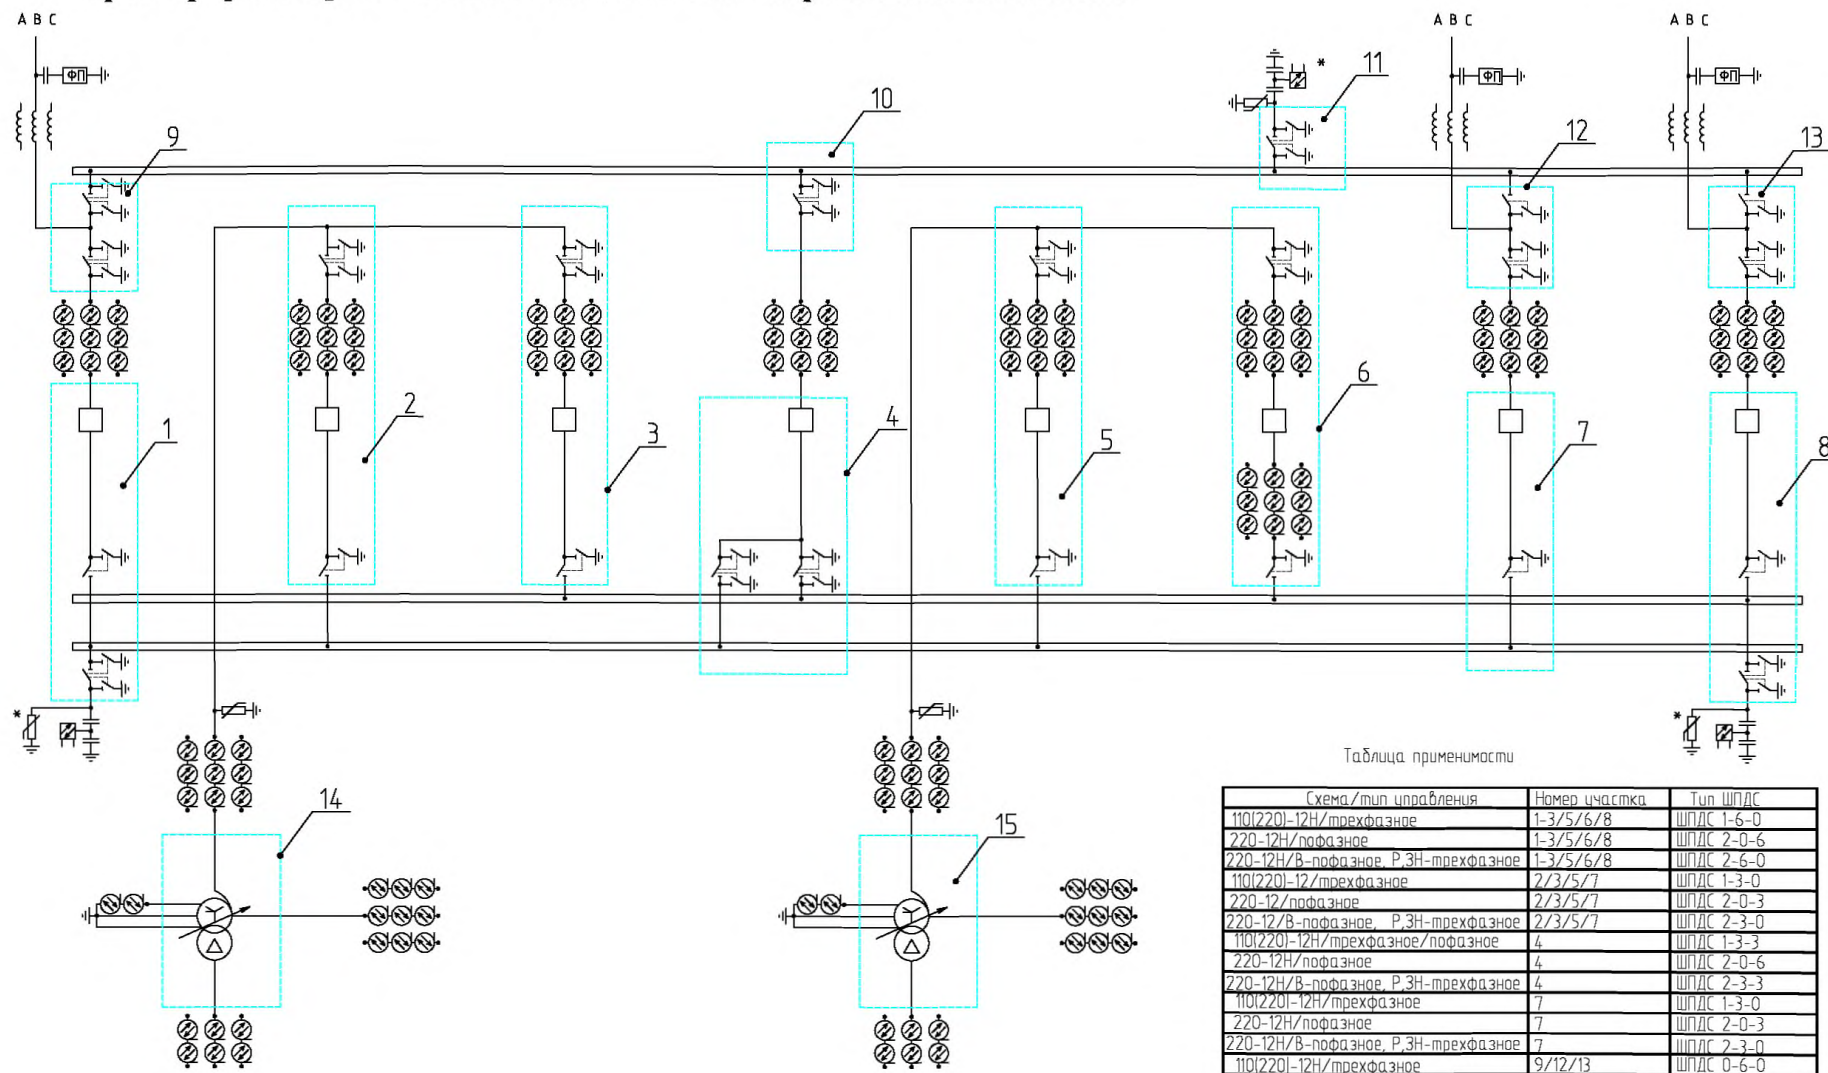 A B C
A B C
A B C
ФП
ФП
ФП
*
11
10
9
12
13
1
2
3
4
5
6
7
8
*
*
14
15
Таблица применимости
Схема/тип управления Номер участка Тип ШПДС
110(220)-12Н/трехфазное 1-3/5/6/8 ШПДС 1-6-0
220-12Н/пофазное 1-3/5/6/8 ШПДС 2-0-6
220-12Н/В-пофазное, Р,ЗН-трехфазное 1-3/5/6/8 ШПДС 2-6-0
110(220)-12/трехфазное 2/3/5/7 ШПДС 1-3-0
220-12/пофазное 2/3/5/7 ШПДС 2-0-3
220-12/В-пофазное, Р,ЗН-трехфазное 2/3/5/7 ШПДС 2-3-0
110(220)-12Н/трехфазное/пофазное 4 ШПДС 1-3-3
220-12Н/пофазное 4 ШПДС 2-0-6
220-12Н/В-пофазное, Р,ЗН-трехфазное 4 ШПДС 2-3-3
110(220)-12Н/трехфазное 7 ШПДС 1-3-0
220-12Н/пофазное 7 ШПДС 2-0-3
220-12Н/В-пофазное, Р,ЗН-трехфазное 7 ШПДС 2-3-0
110(220)-12Н/трехфазное 9/12/13 ШПДС 0-6-0